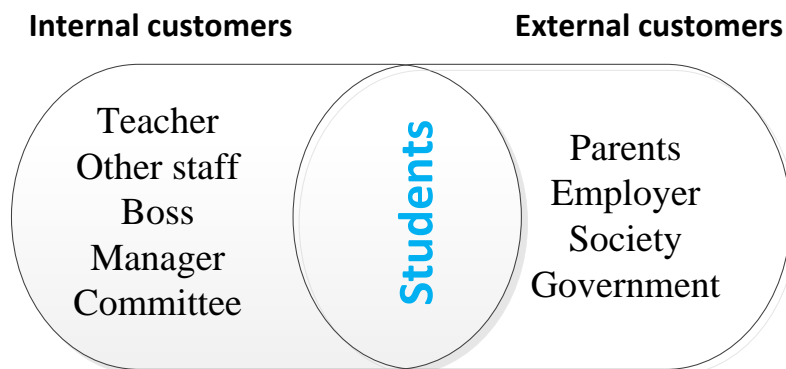 Internal customers
External customers
Teacher
Other staff
Boss
Manager
Committee
Students
Parents
Employer
Society
Government